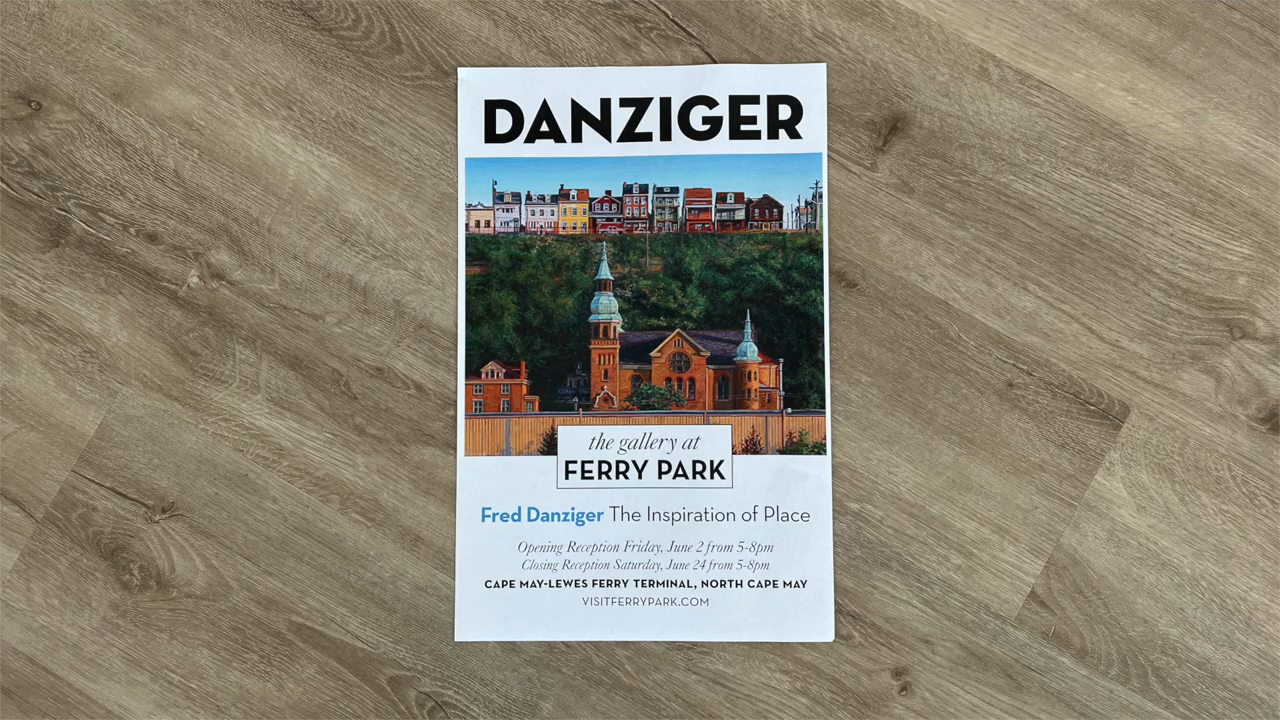 DANZIGER
the gallery at
FERRY PARK
Fred Danziger The Inspiration of Place
Opening Reception Friday, June 2 from 5-8pm
Closing Reception Saturday, June 24 from 5-8pm
CAPE MAY-LEWES FERRY TERMINAL, NORTH CAPE MAY
VISITFERRYPARK.COM